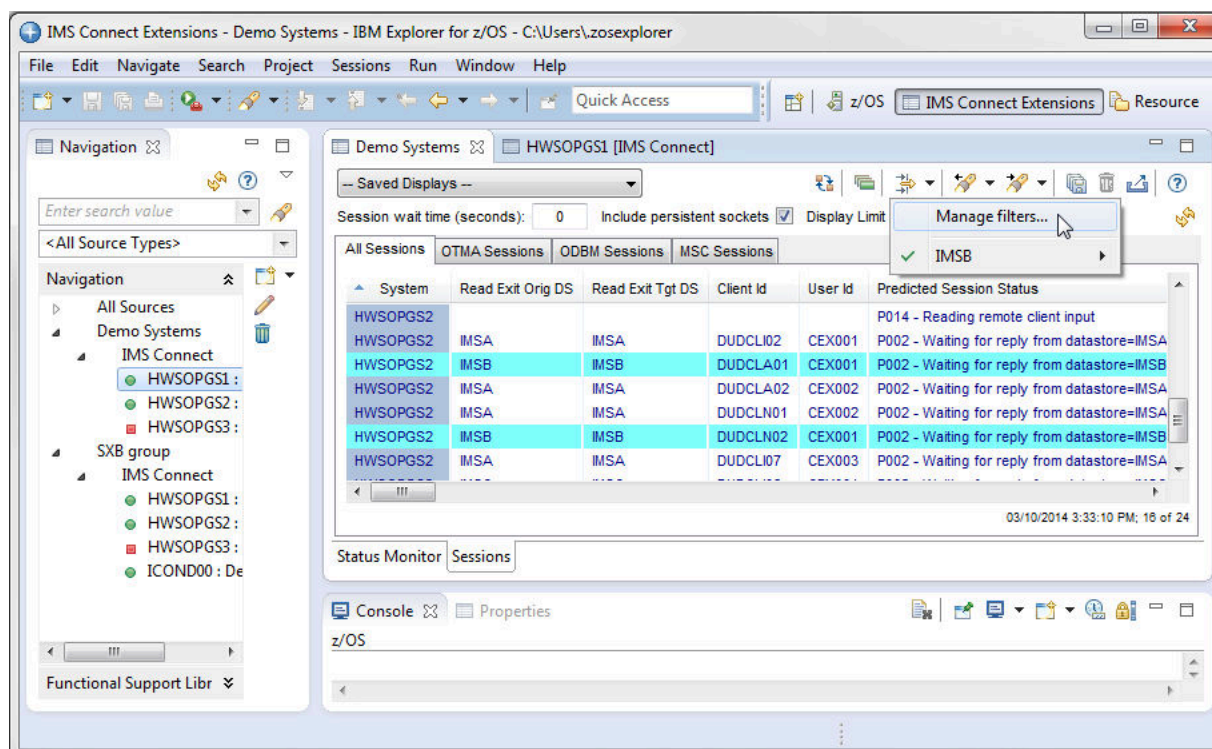 IMS Connect Extensions - Demo Systems - IBM Explorer for z/OS - C:\Users\.zosexplorer
File Edit Navigate Search Project Sessions Run Window Help
Quick Access
z/OS IMS Connect Extensions Resource
Navigation
Enter search value
<All Source Types>
Navigation
All Sources
Demo Systems
IMS Connect
HWSOPGS1 :
HWSOPGS2 :
HWSOPGS3 :
SXB group
IMS Connect
HWSOPGS1 :
HWSOPGS2 :
HWSOPGS3 :
ICOND00 : De
Functional Support Libr
Demo Systems HWSOPGS1 [IMS Connect]
-- Saved Displays --
Session wait time (seconds): 0 Include persistent sockets Display Limit
Manage filters...
IMSB
All Sessions OTMA Sessions ODBM Sessions MSC Sessions
System Read Exit Orig DS Read Exit Tgt DS Client Id User Id Predicted Session Status
HWSOPGS2 P014 - Reading remote client input
HWSOPGS2 IMSA IMSA DUDCLI02 CEX001 P002 - Waiting for reply from datastore=IMSA
HWSOPGS2 IMSB IMSB DUDCLA01 CEX001 P002 - Waiting for reply from datastore=IMSB
HWSOPGS2 IMSA IMSA DUDCLA02 CEX002 P002 - Waiting for reply from datastore=IMSA
HWSOPGS2 IMSA IMSA DUDCLN01 CEX002 P002 - Waiting for reply from datastore=IMSA
HWSOPGS2 IMSB IMSB DUDCLN02 CEX001 P002 - Waiting for reply from datastore=IMSB
HWSOPGS2 IMSA IMSA DUDCLI07 CEX003 P002 - Waiting for reply from datastore=IMSA
03/10/2014 3:33:10 PM; 16 of 24
Status Monitor Sessions
Console Properties
z/OS